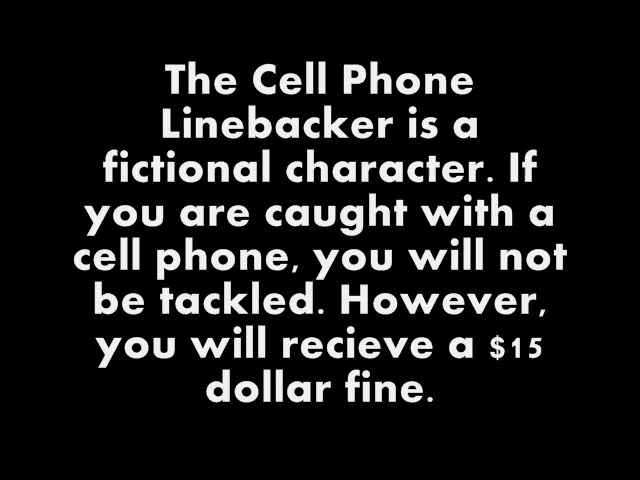 The Cell Phone
Linebacker is a
fictional character. If
you are caught with a
cell phone, you will not
be tackled. However,
you will recieve a $15
dollar fine.